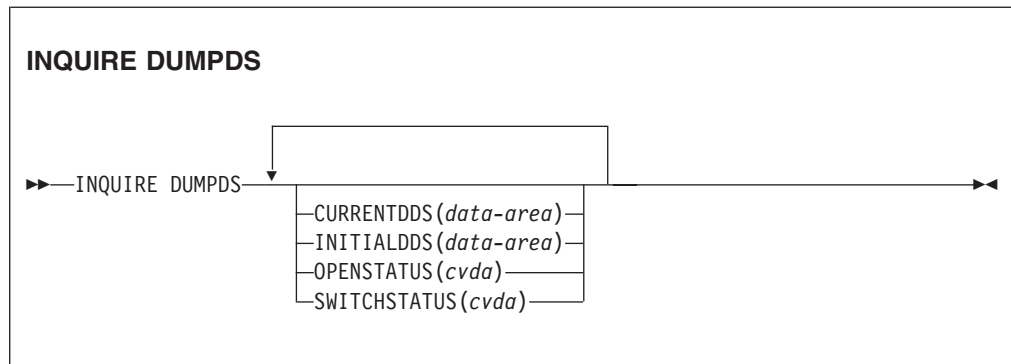 INQUIRE DUMPDS
INQUIRE DUMPDS
CURRENTDDS(data-area)
INITIALDDS(data-area)
OPENSTATUS(cvda)
SWITCHSTATUS(cvda)